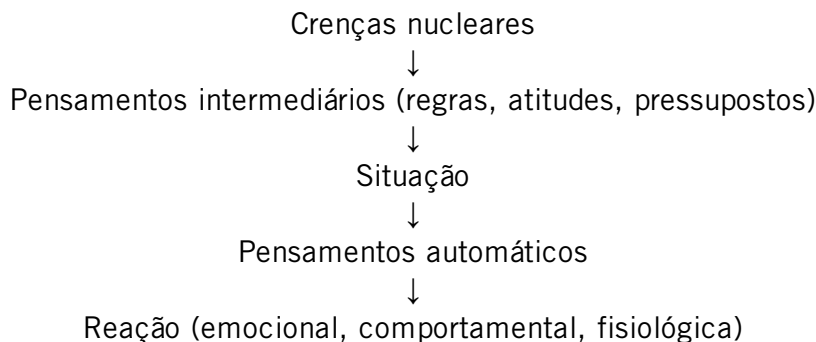 Crenças nucleares
↓
Pensamentos intermediários (regras, atitudes, pressupostos)
↓
Situação
↓
Pensamentos automáticos
↓
Reação (emocional, comportamental, fisiológica)